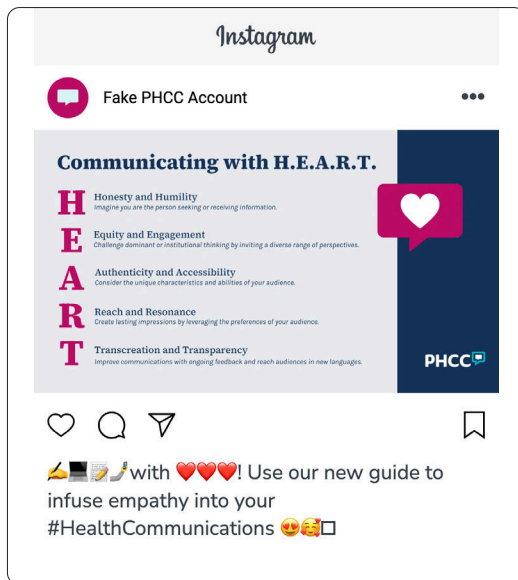 Instagram
Fake PHCC Account
Communicating with H.E.A.R.T.
H
Honesty and Humility
Imagine you are the person seeking or receiving information.
E
Equity and Engagement
Challenge dominant or institutional thinking by inviting a diverse range of perspectives.
A
Authenticity and Accessibility
Consider the unique characteristics and abilities of your audience.
R
Reach and Resonance
Create lasting impressions by leveraging the preferences of your audience.
T
Transcreation and Transparency
Improve communications with ongoing feedback and reach audiences in new languages.
PHCC
✍️💻📝🤳with ❤️❤️❤️! Use our new guide to
infuse empathy into your
#HealthCommunications 😍🥰□